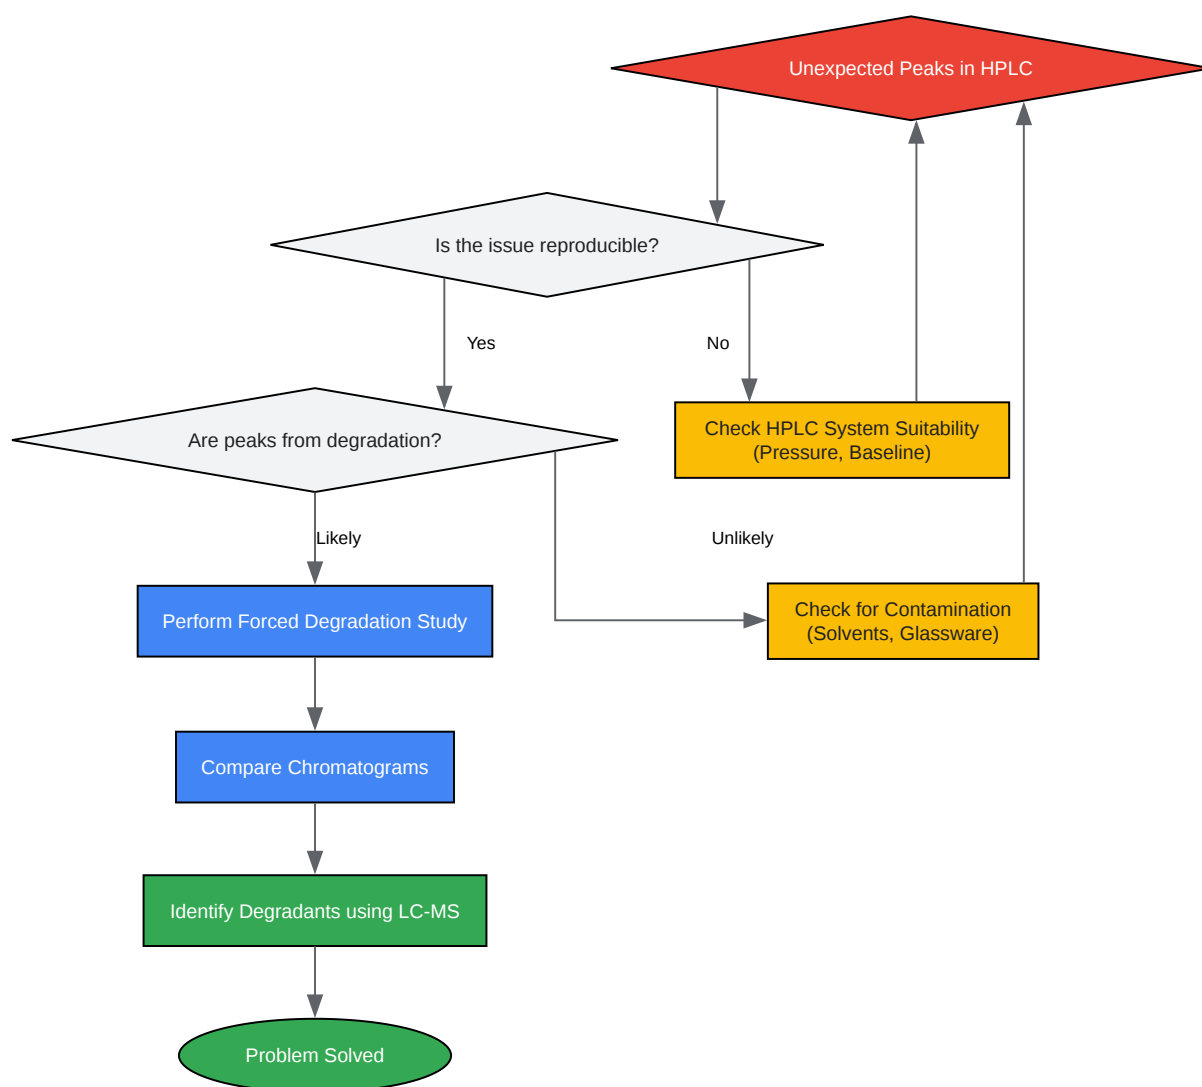 Unexpected Peaks in HPLC
Is the issue reproducible?
Yes
No
Are peaks from degradation?
Check HPLC System Suitability
(Pressure, Baseline)
Likely
Unlikely
Perform Forced Degradation Study
Check for Contamination
(Solvents, Glassware)
Compare Chromatograms
Identify Degradants using LC-MS
Problem Solved